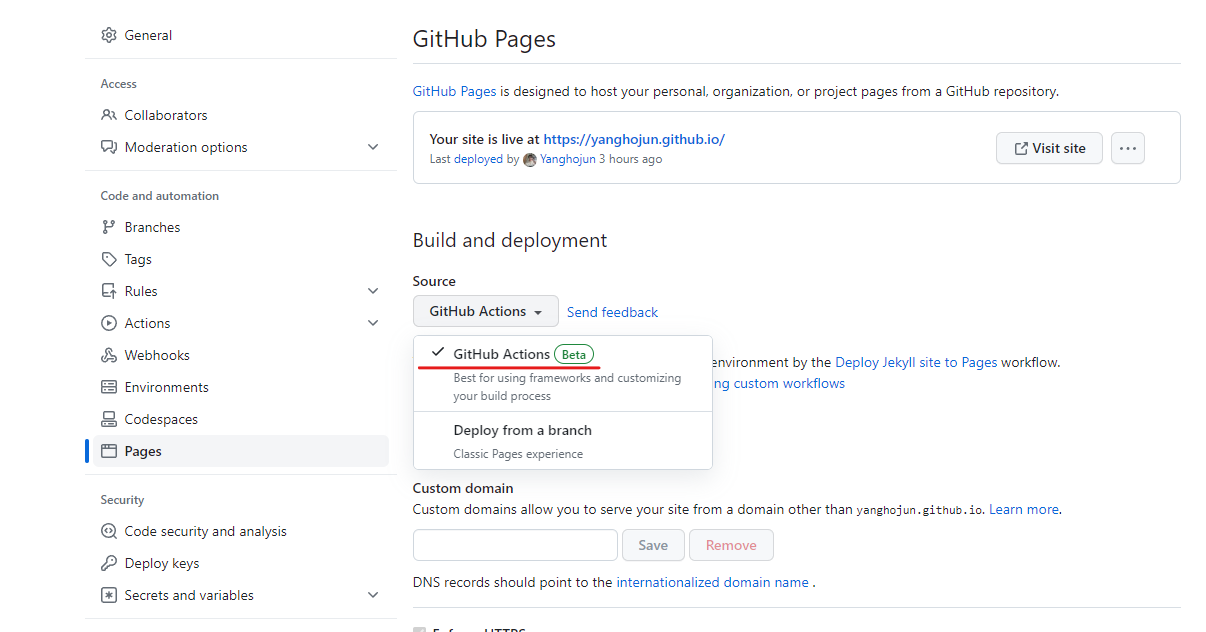 General
Access
Collaborators
Moderation options
Code and automation
Branches
Tags
Rules
Actions
Webhooks
Environments
Codespaces
Pages
Security
Code security and analysis
Deploy keys
Secrets and variables
GitHub Pages
GitHub Pages is designed to host your personal, organization, or project pages from a GitHub repository.
Your site is live at https://yanghojun.github.io/
Last deployed by Yanghojun 3 hours ago
Visit site
Build and deployment
Source
GitHub Actions
Send feedback
GitHub Actions Beta
Best for using frameworks and customizing
your build process
Deploy from a branch
Classic Pages experience
environment by the Deploy Jekyll site to Pages workflow.
ng custom workflows
Custom domain
Custom domains allow you to serve your site from a domain other than yanghojun.github.io. Learn more.
Save
Remove
DNS records should point to the internationalized domain name .